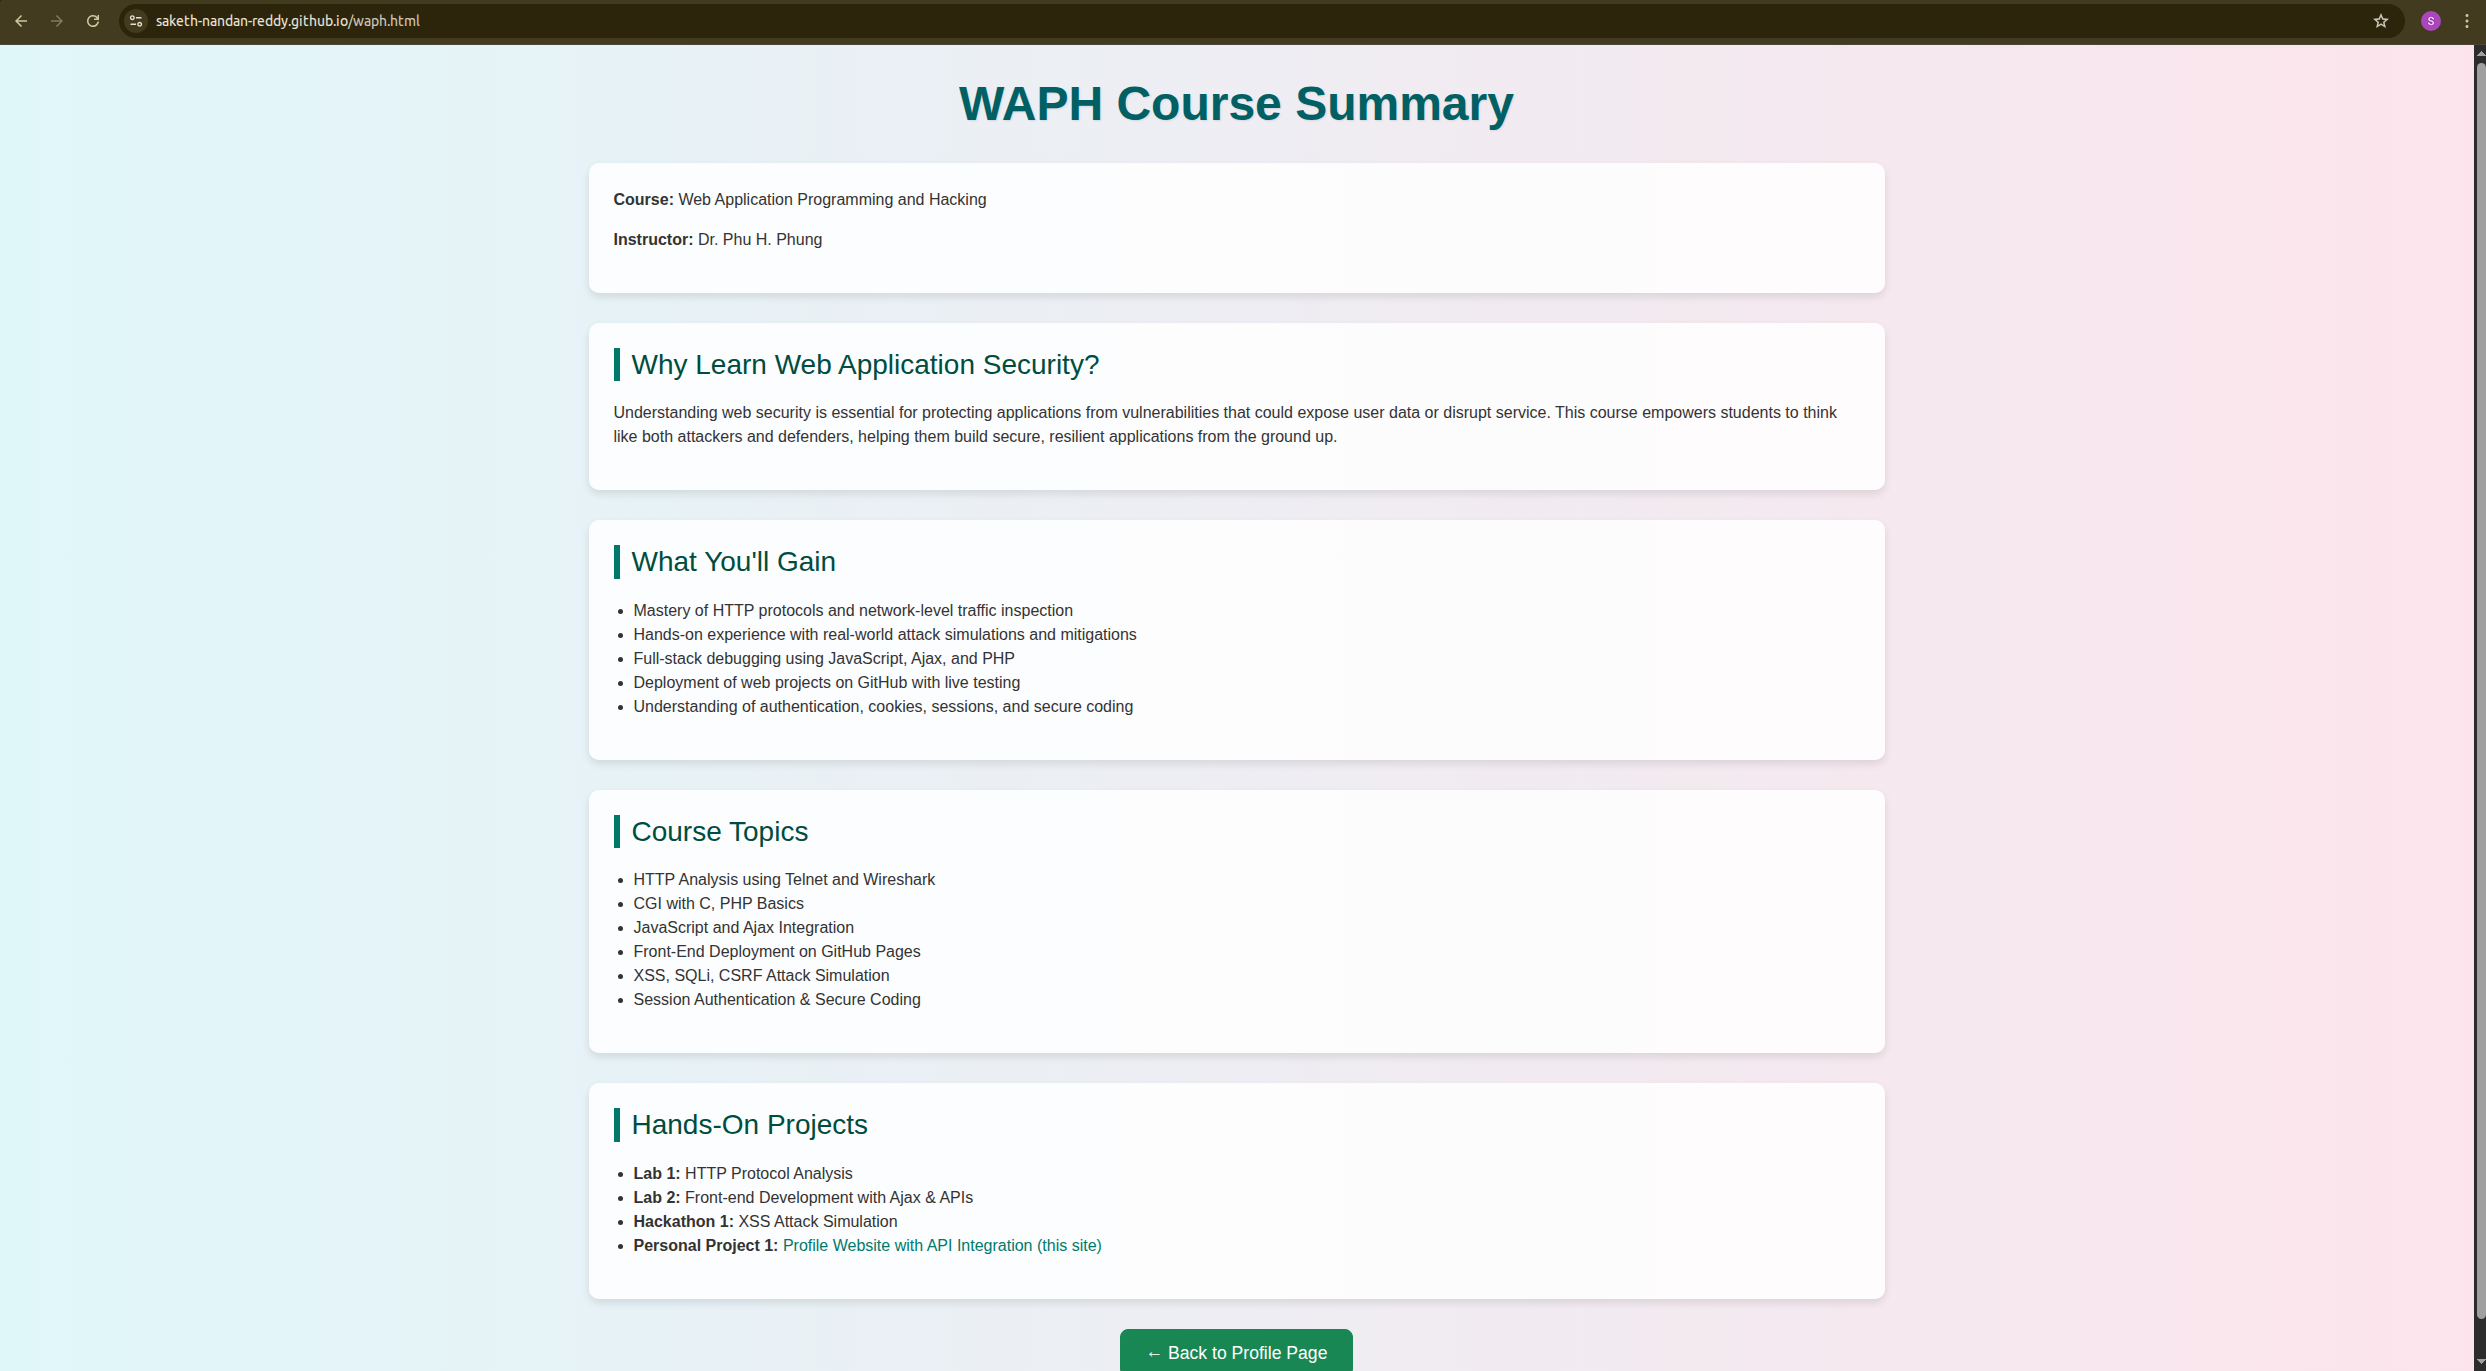 saketh-nandan-reddy.github.io/waph.html
S
WAPH Course Summary
Course: Web Application Programming and Hacking
Instructor: Dr. Phu H. Phung
Why Learn Web Application Security?
Understanding web security is essential for protecting applications from vulnerabilities that could expose user data or disrupt service. This course empowers students to think
like both attackers and defenders, helping them build secure, resilient applications from the ground up.
What You'll Gain
• Mastery of HTTP protocols and network-level traffic inspection
• Hands-on experience with real-world attack simulations and mitigations
• Full-stack debugging using JavaScript, Ajax, and PHP
• Deployment of web projects on GitHub with live testing
• Understanding of authentication, cookies, sessions, and secure coding
Course Topics
• HTTP Analysis using Telnet and Wireshark
• CGI with C, PHP Basics
• JavaScript and Ajax Integration
• Front-End Deployment on GitHub Pages
• XSS, SQLi, CSRF Attack Simulation
• Session Authentication & Secure Coding
Hands-On Projects
• Lab 1: HTTP Protocol Analysis
• Lab 2: Front-end Development with Ajax & APIs
• Hackathon 1: XSS Attack Simulation
• Personal Project 1: Profile Website with API Integration (this site)
← Back to Profile Page